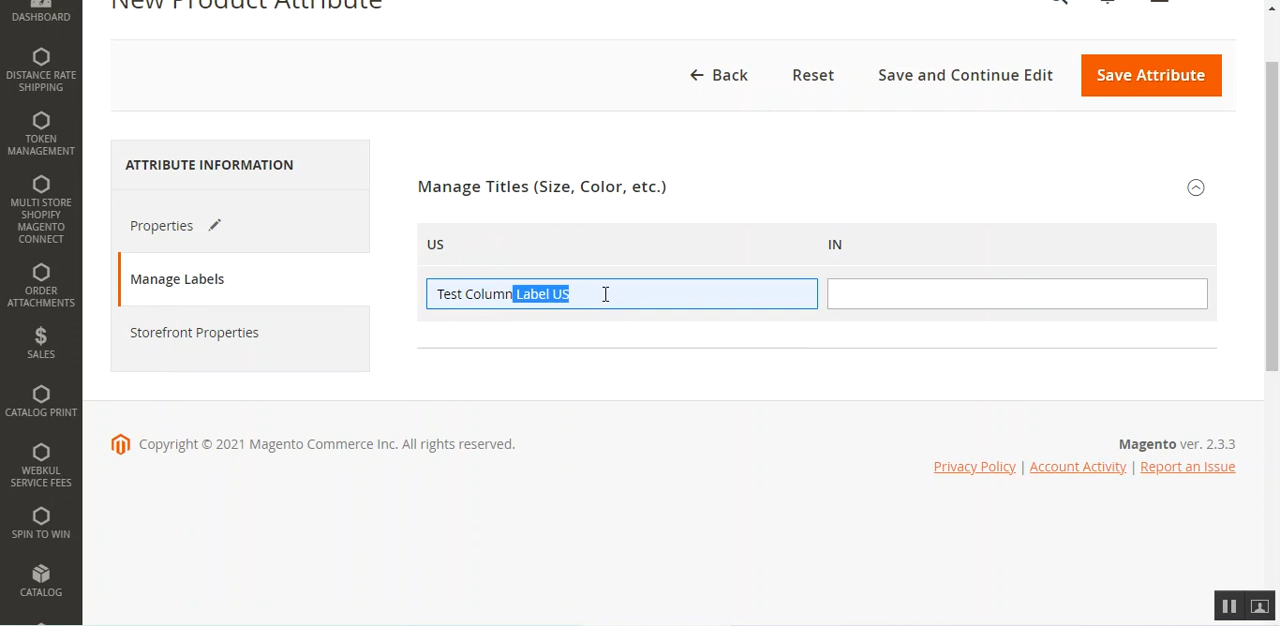 New Product Attribute
DASHBOARD
DISTANCE RATE
SHIPPING
TOKEN
MANAGEMENT
MULTI STORE
SHOPIFY
MAGENTO
CONNECT
ORDER
ATTACHMENTS
$
SALES
CATALOG PRINT
WEBKUL
SERVICE FEES
SPIN TO WIN
CATALOG
← Back
Reset
Save and Continue Edit
Save Attribute
ATTRIBUTE INFORMATION
Properties
Manage Labels
Storefront Properties
Manage Titles (Size, Color, etc.)
US
IN
Test Column Label US
Copyright © 2021 Magento Commerce Inc. All rights reserved.
Magento ver. 2.3.3
Privacy Policy | Account Activity | Report an Issue